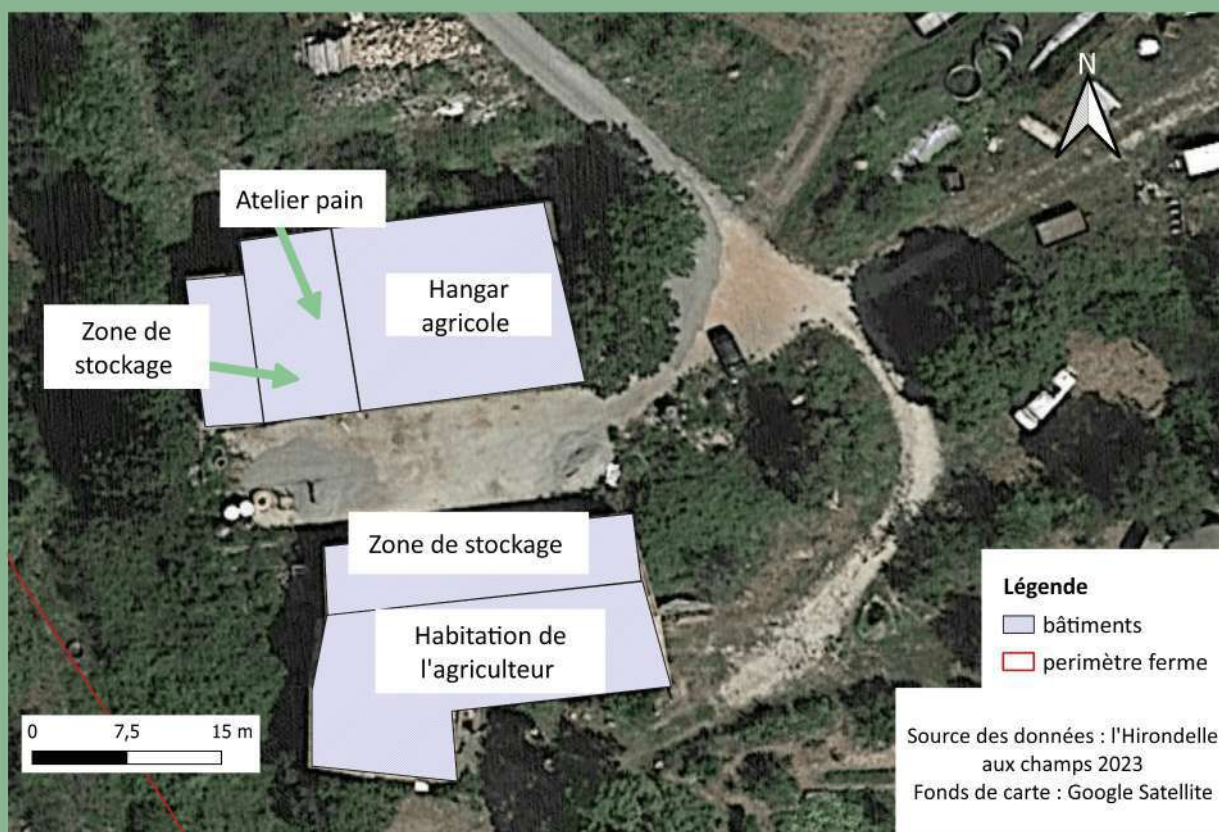 N
Atelier pain
Zone de
stockage
Hangar
agricole
Zone de stockage
Habitation de
l'agriculteur
0 7,5 15 m
Légende
bâtiments
perimètre ferme
Source des données : l'Hirondelle
aux champs 2023
Fonds de carte : Google Satellite